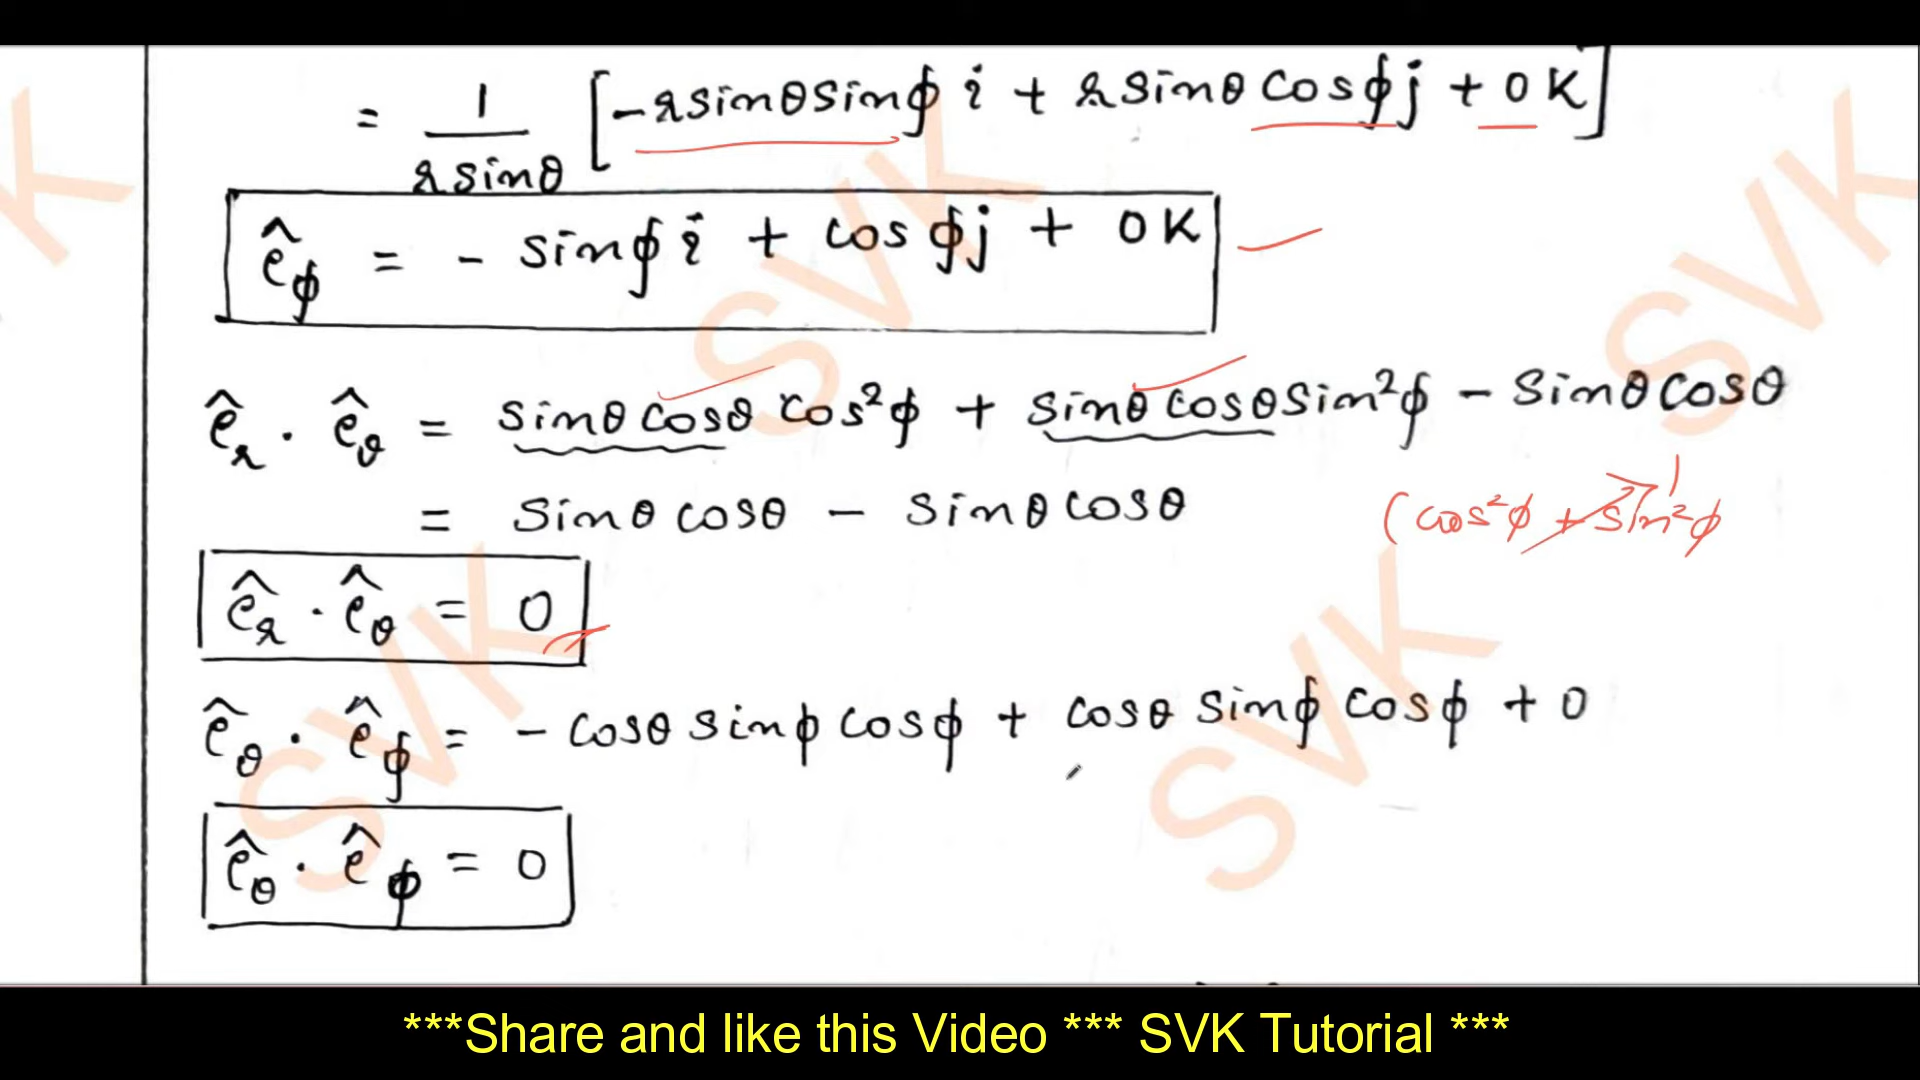 = 1/(r sinθ) [-r sinθ sinϕ i + r sinθ cosϕ j + 0 K]
ê_ϕ = - sinϕ i + cosϕ j + 0 K
ê_r . ê_θ = sinθ cosθ cos²ϕ + sinθ cosθ sin²ϕ - sinθ cosθ
= sinθ cosθ - sinθ cosθ
(cos²ϕ + sin²ϕ
1
ê_r . ê_θ = 0
ê_θ . ê_ϕ = - cosθ sinϕ cosϕ + cosθ sinϕ cosϕ + 0
ê_θ . ê_ϕ = 0
SVK
SVK
SVK
SVK
SVK
***Share and like this Video *** SVK Tutorial ***